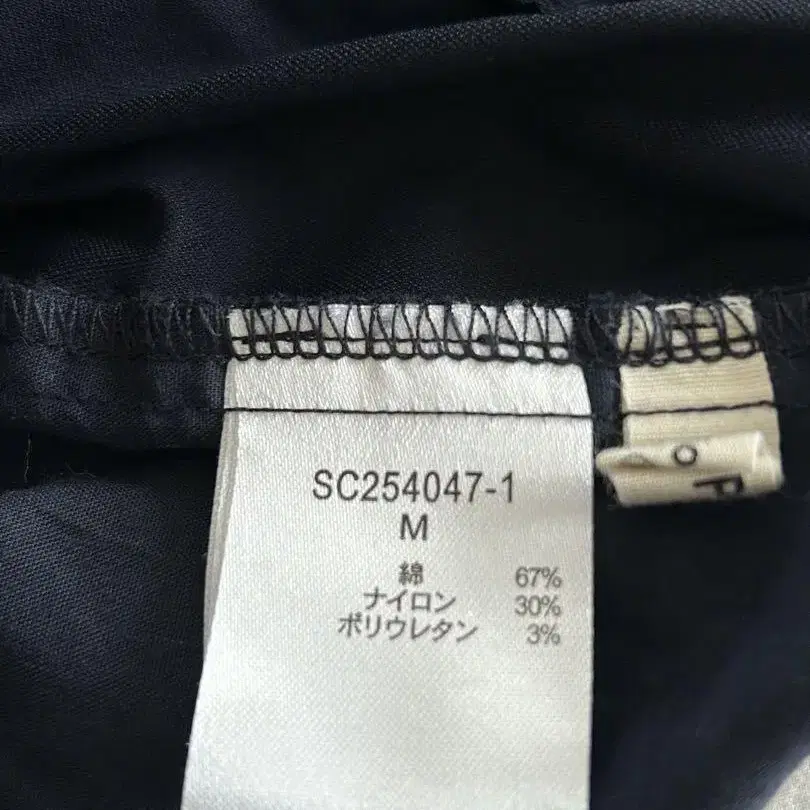 SC254047-1
M
綿 67%
ナイロン 30%
ポリウレタン 3%